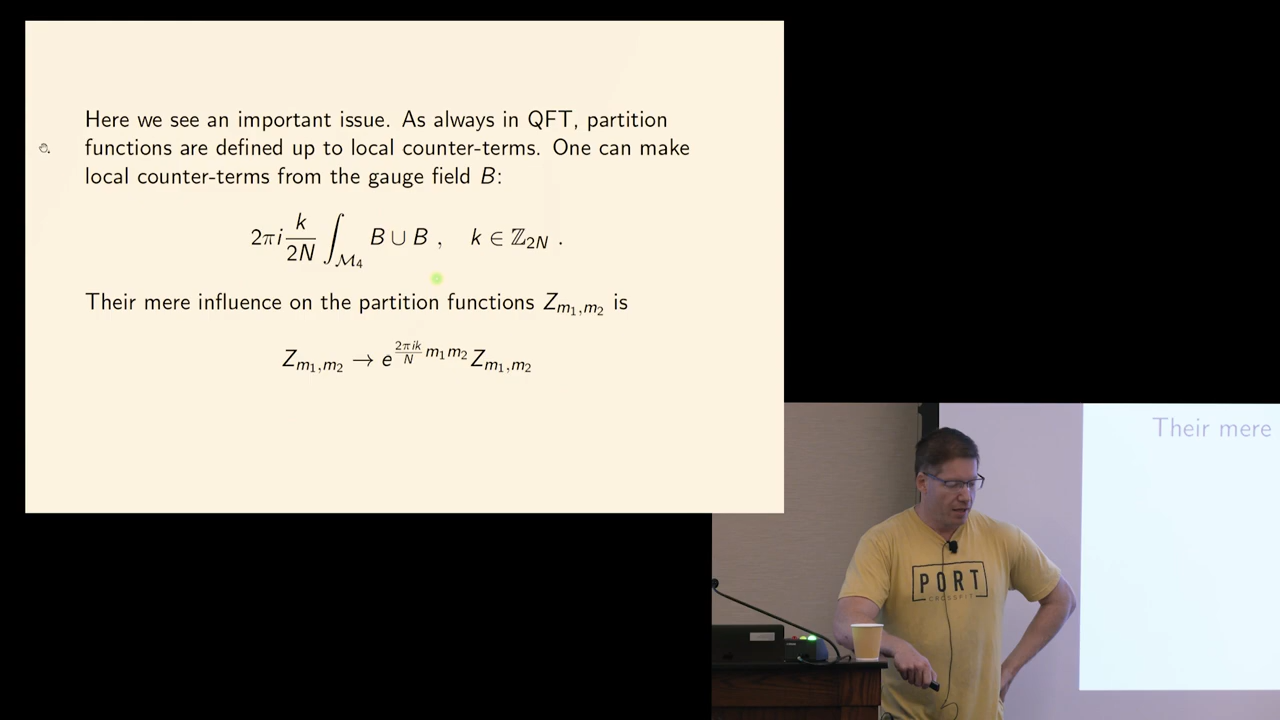 Here we see an important issue. As always in QFT, partition
functions are defined up to local counter-terms. One can make
local counter-terms from the gauge field B:
2πi k/2N ∫_{M_4} B ∪ B , k ∈ ℤ_{2N} .
Their mere influence on the partition functions Z_{m_1,m_2} is
Z_{m_1,m_2} → e^{2πik/N m_1m_2} Z_{m_1,m_2}
Their mere
PORT
CROSSFIT